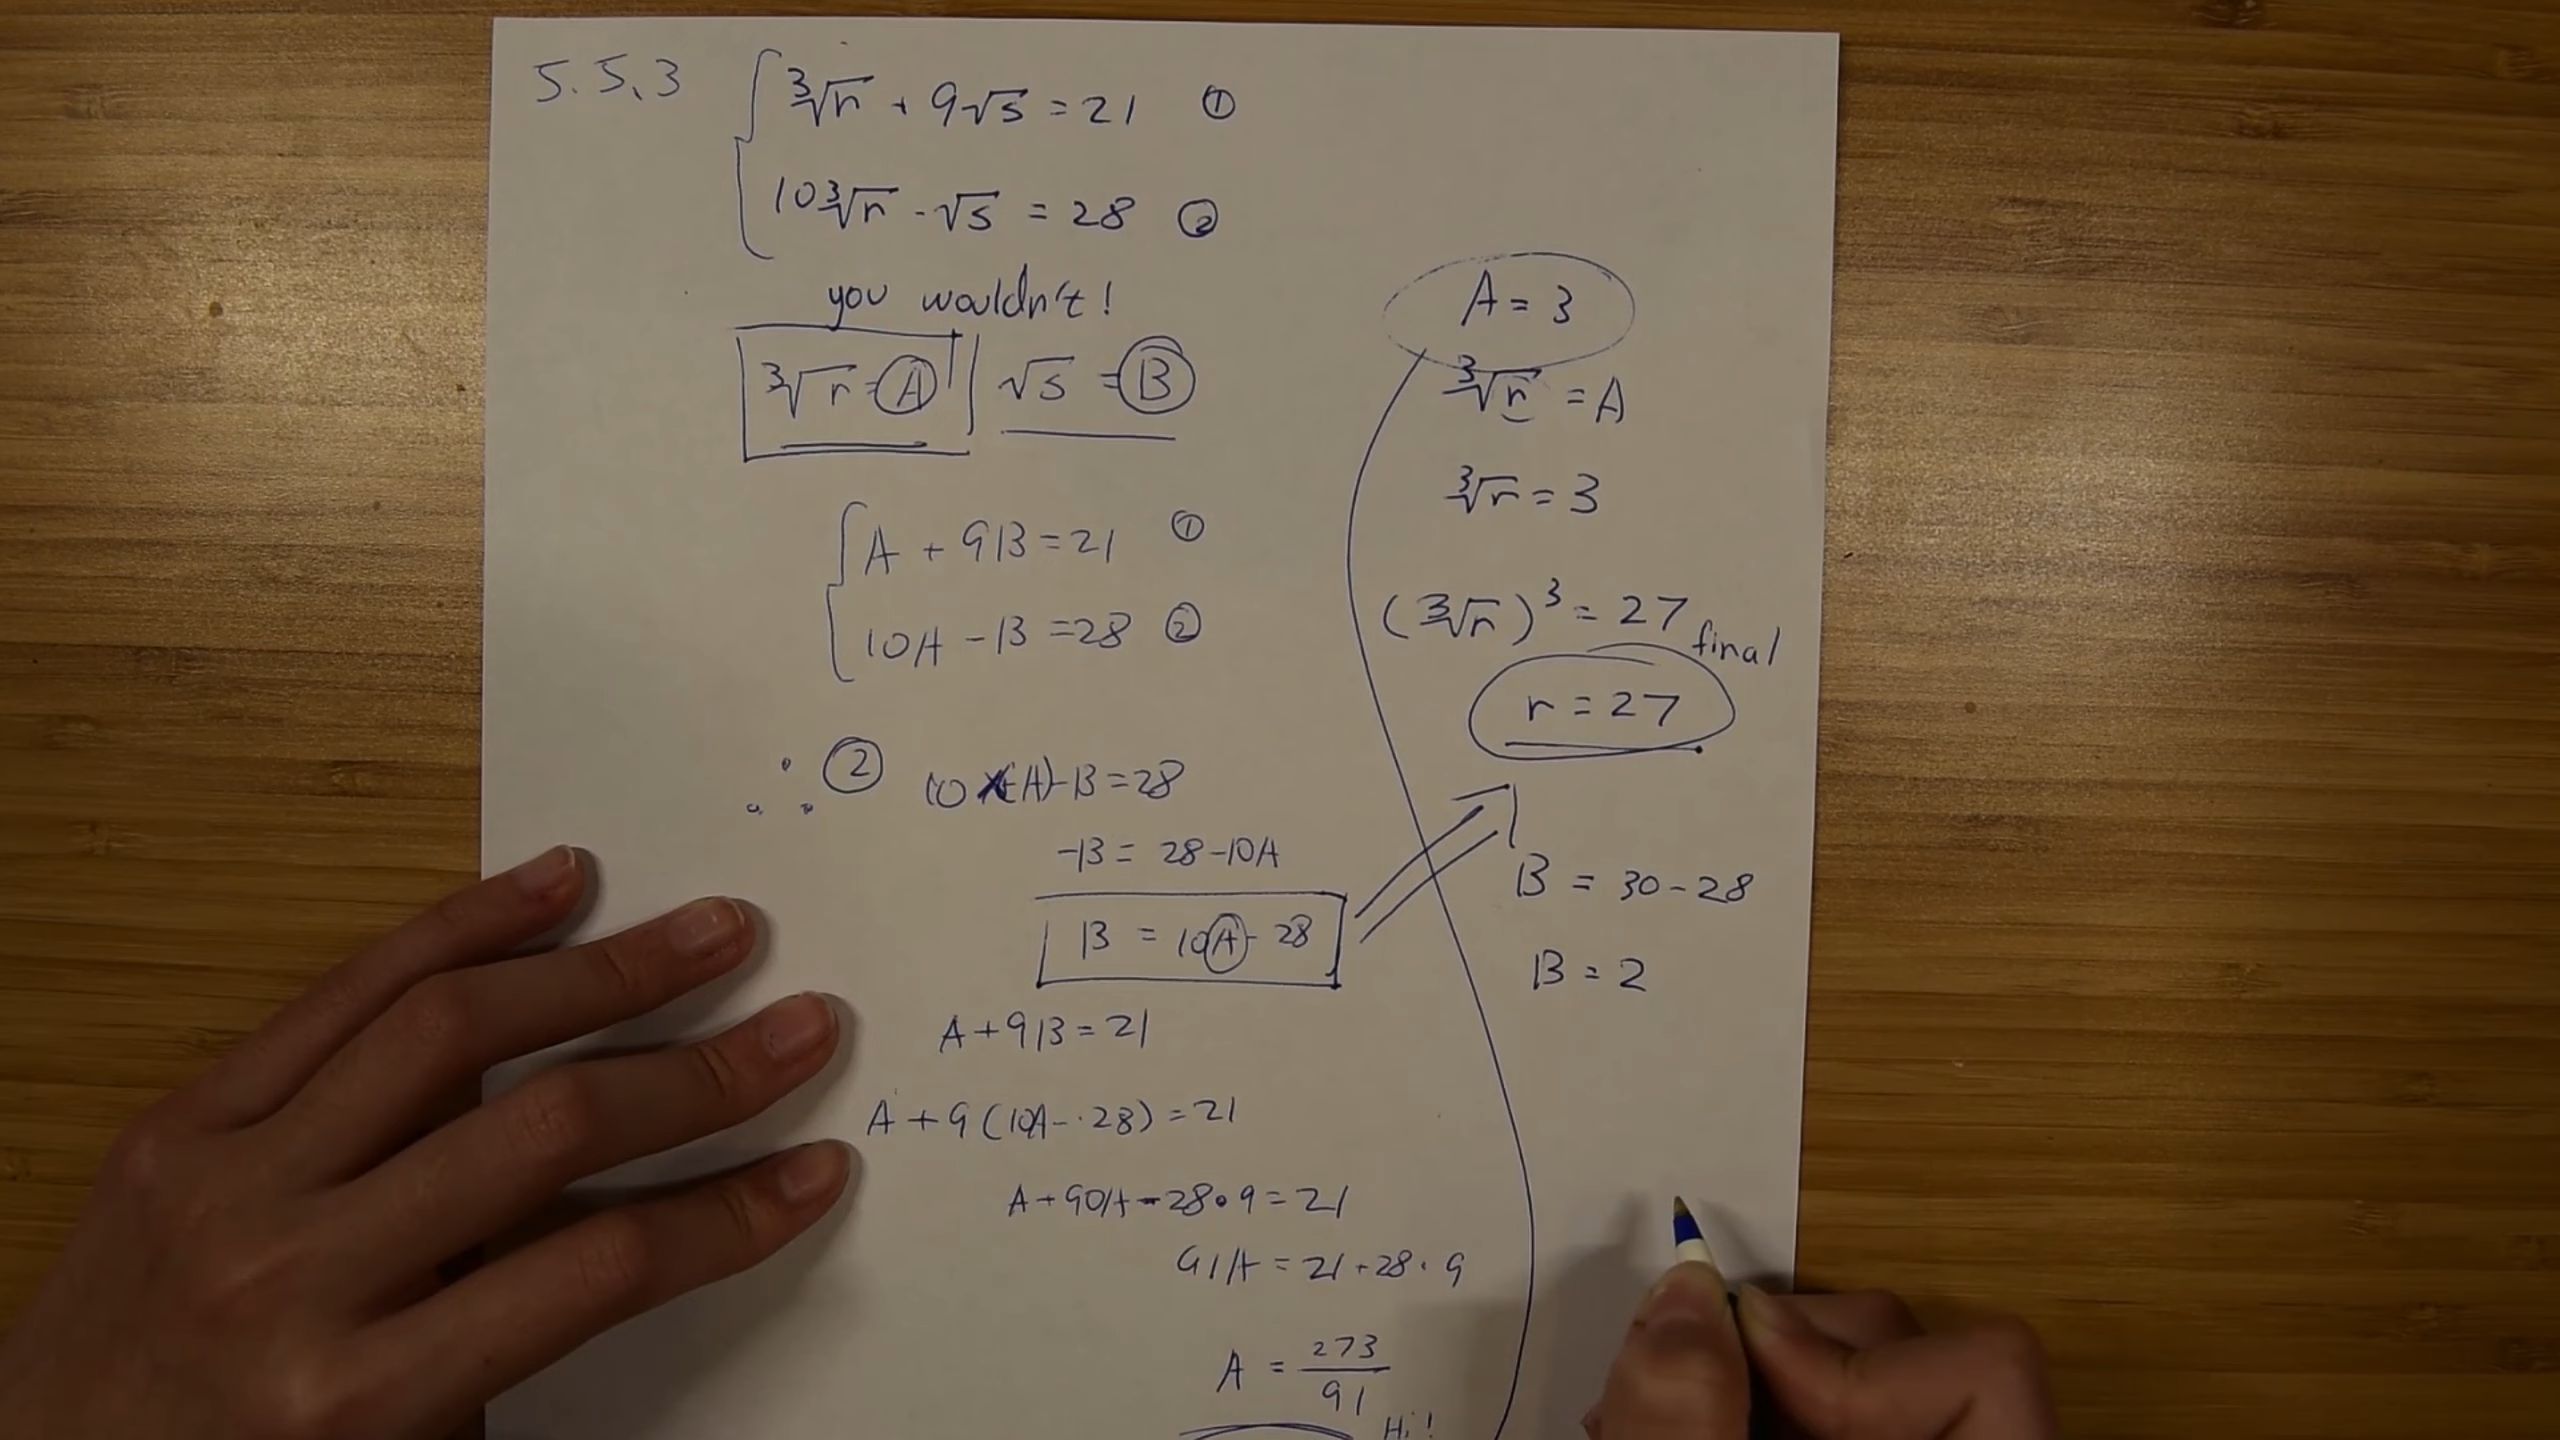 5.5.3
∛r + 9√s = 21 ①
10∛r - √s = 28 ②
you wouldn't!
∛r = A √s = B
A + 9B = 21 ①
10A - B = 28 ②
∴ ② 10 (A) - B = 28
-B = 28 - 10A
B = 10A - 28
A + 9B = 21
A + 9(10A - 28) = 21
A + 90A - 28 • 9 = 21
91A = 21 + 28 · 9
A = 273/91
Hi!
A = 3
∛r = A
∛r = 3
(∛r)³ = 27
final
r = 27
B = 30 - 28
B = 2